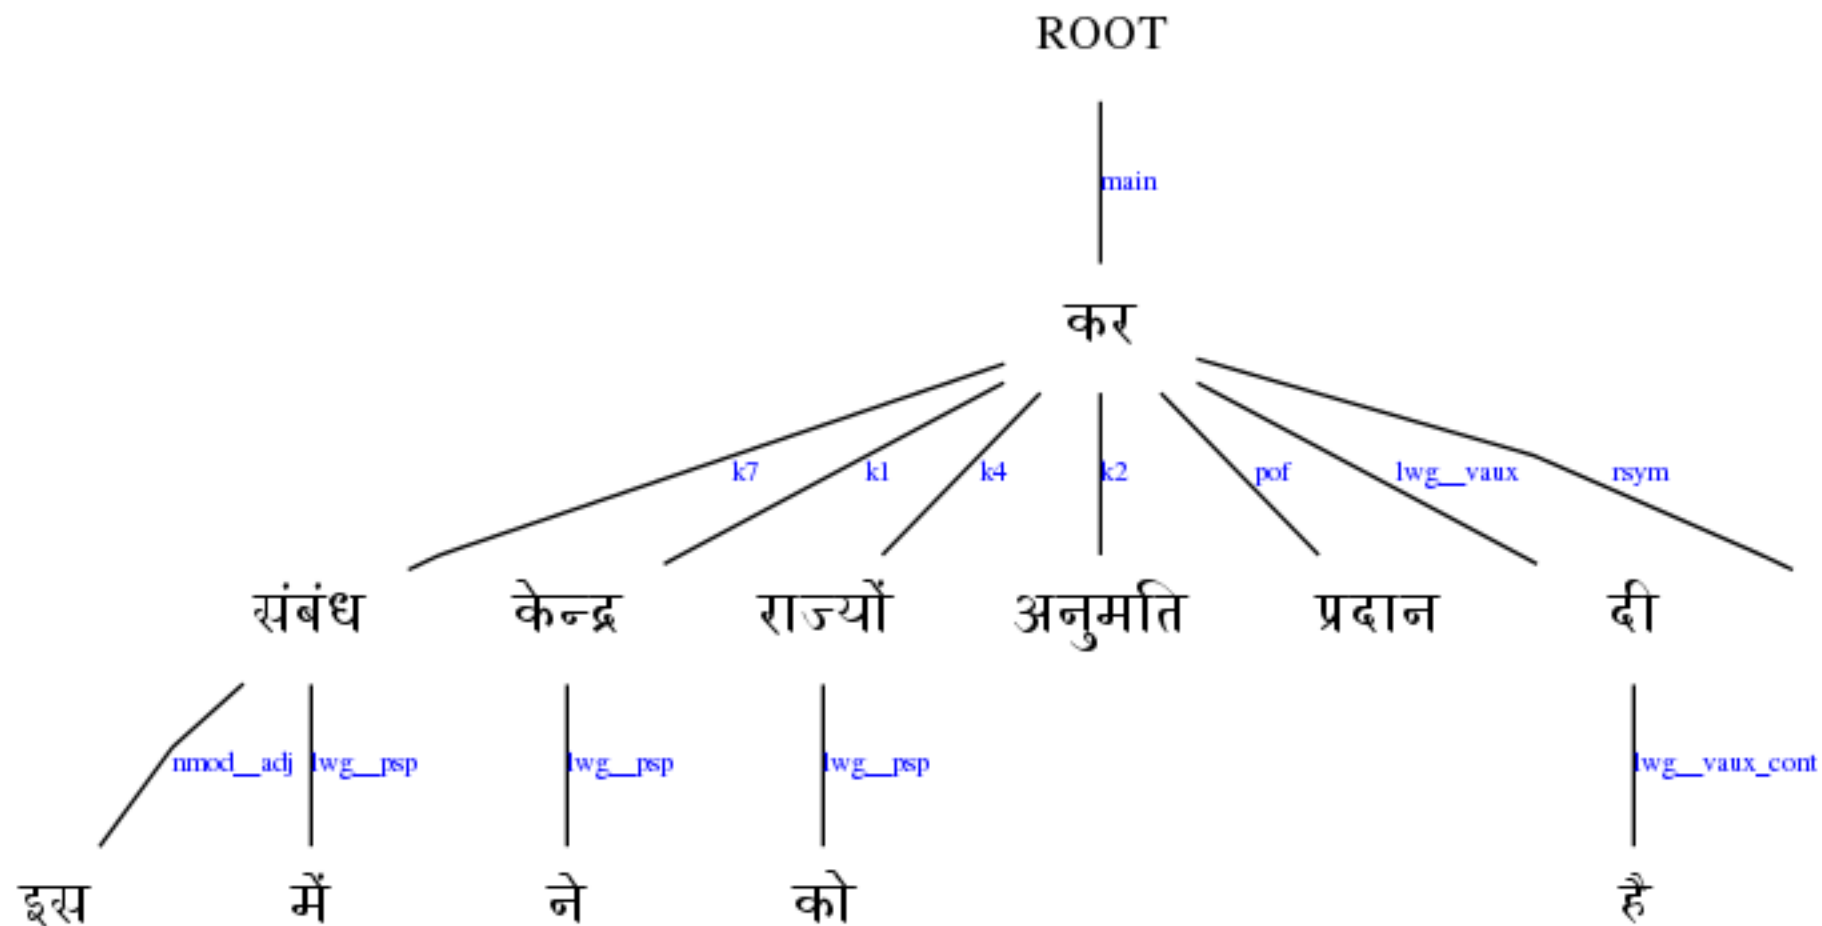 ROOT
main
कर
k7 k1 k4 k2 pof lwg__vaux rsym
संबंध केन्द्र राज्यों अनुमति प्रदान दी
nmod__adj lwg__psp lwg__psp lwg__psp lwg__vaux_cont
इस में ने को है